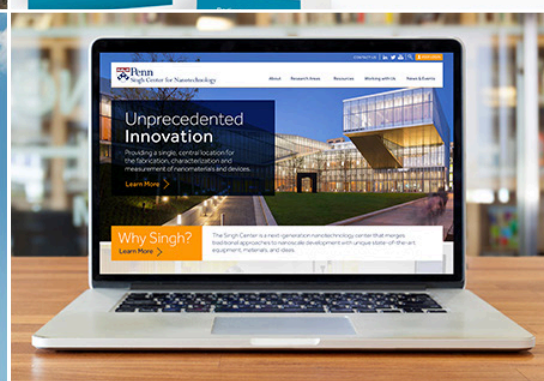 CONTACT US
Penn
Singh Center for Nanotechnology
About Research Areas Resources Working with Us News & Events
Unprecedented
Innovation
Providing a single, central location for
the fabrication, characterization and
measurement of nanomaterials and devices.
Learn More
Why Singh?
Learn More
The Singh Center is a next-generation nanotechnology center that merges
traditional approaches to nanoscale development with unique state-of-the-art
equipment, materials, and ideas.